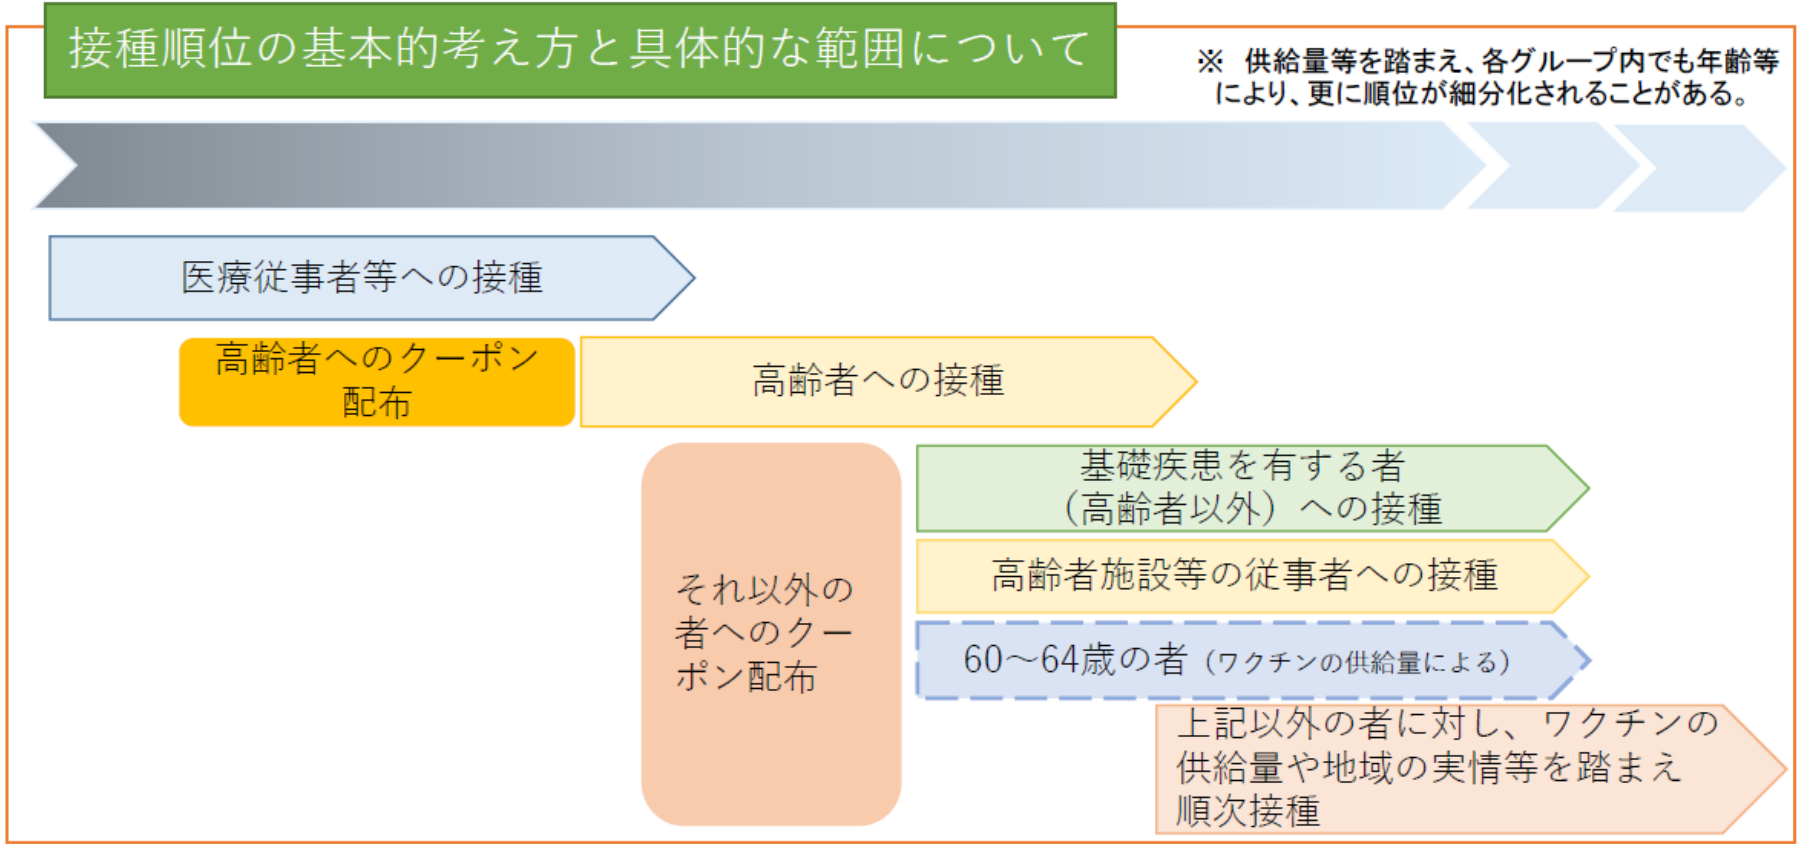 接種順位の基本的考え方と具体的な範囲について
※　供給量等を踏まえ、各グループ内でも年齢等
により、更に順位が細分化されることがある。
医療従事者等への接種
高齢者へのクーポン
配布
高齢者への接種
それ以外の
者へのクー
ポン配布
基礎疾患を有する者
（高齢者以外）への接種
高齢者施設等の従事者への接種
60～64歳の者（ワクチンの供給量による）
上記以外の者に対し、ワクチンの
供給量や地域の実情等を踏まえ
順次接種